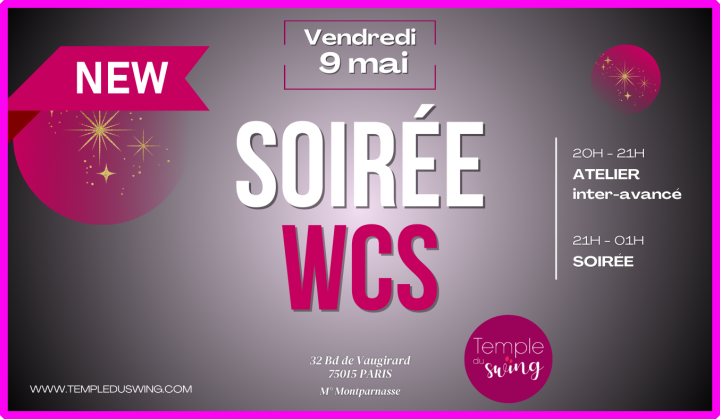 NEW
Vendredi
9 mai
SOIRÉE
WCS
20H - 21H
ATELIER
inter-avancé
21H - 01H
SOIRÉE
32 Bd de Vaugirard
75015 PARIS
M° Montparnasse
Temple
du swing
WWW.TEMPLEDUSWING.COM